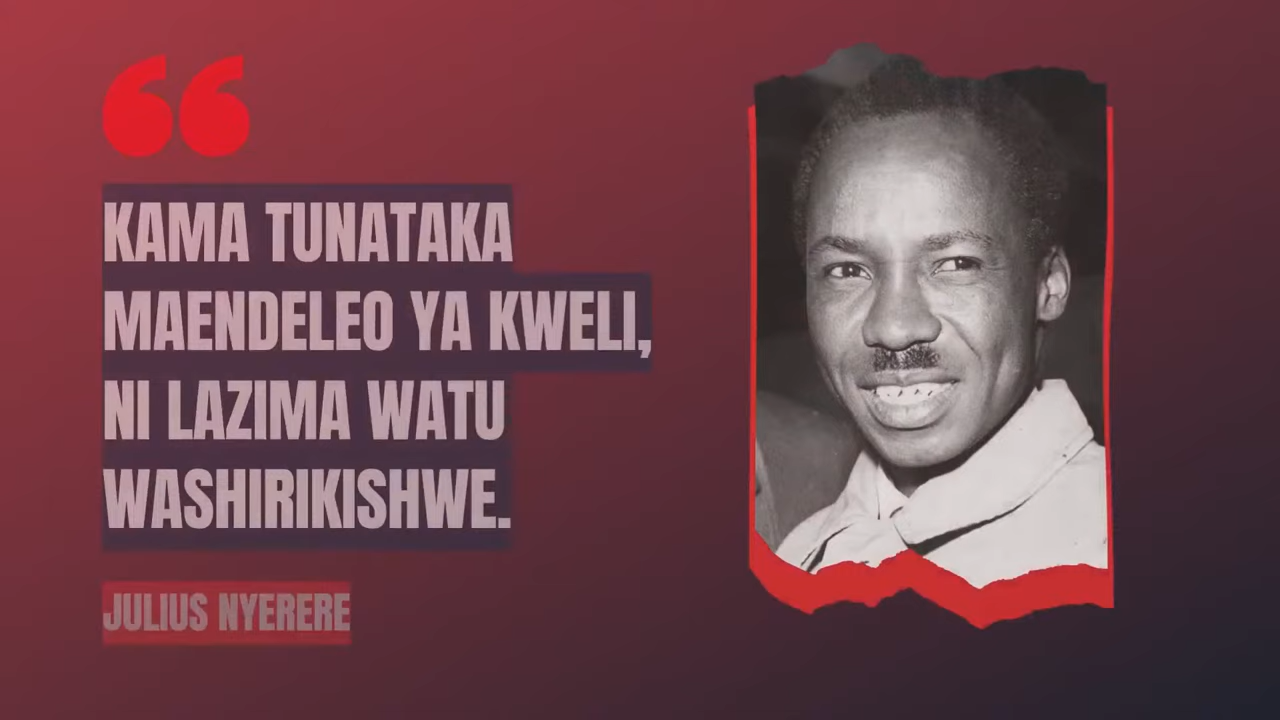 KAMA TUNATAKA
MAENDELEO YA KWELI,
NI LAZIMA WATU
WASHIRIKISHWE.
JULIUS NYERERE